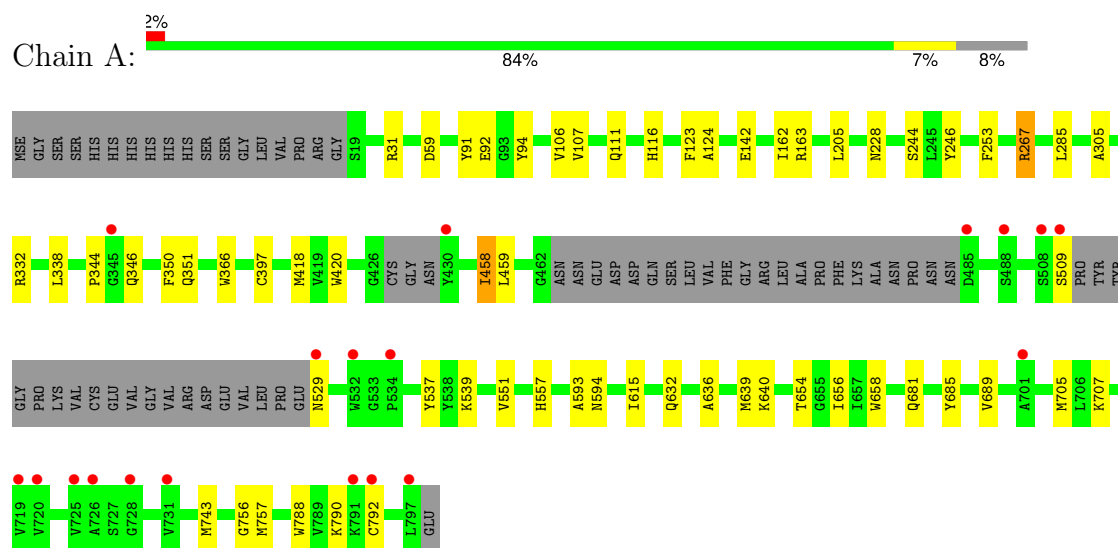 2%
Chain A:
84% 7% 8%
MSE GLY SER SER HIS HIS HIS HIS HIS HIS SER SER GLY LEU VAL PRO ARG GLY S19 R31 D59 Y91 E92 G93 Y94 V106 V107 Q111 H116 F123 A124 E142 I162 R163 L205 N228 S244 L245 Y246 F253 R267 L285 A305
R332 L338 P344 G345 Q346 F350 Q351 W366 C397 M418 V419 W420 G426 CYS GLY ASN Y430 I458 L459 G462 ASN ASN GLU ASP ASP GLN SER LEU VAL PHE GLY ARG LEU ALA PRO PHE LYS ALA ASN PRO ASN ASN D485 S488 S508 S509 PRO TYR TYR
GLY PRO LYS VAL CYS GLU VAL GLY VAL ARG ASP GLU VAL LEU PRO GLU N529 W532 G533 P534 Y537 Y538 K539 V551 H557 A593 N594 I615 Q632 A636 M639 K640 T654 G655 I656 I657 W658 Q681 Y685 V689 A701 M705 L706 K707
V719 V720 V725 A726 S727 G728 V731 M743 G756 M757 W788 V789 K790 K791 C792 L797 GLU